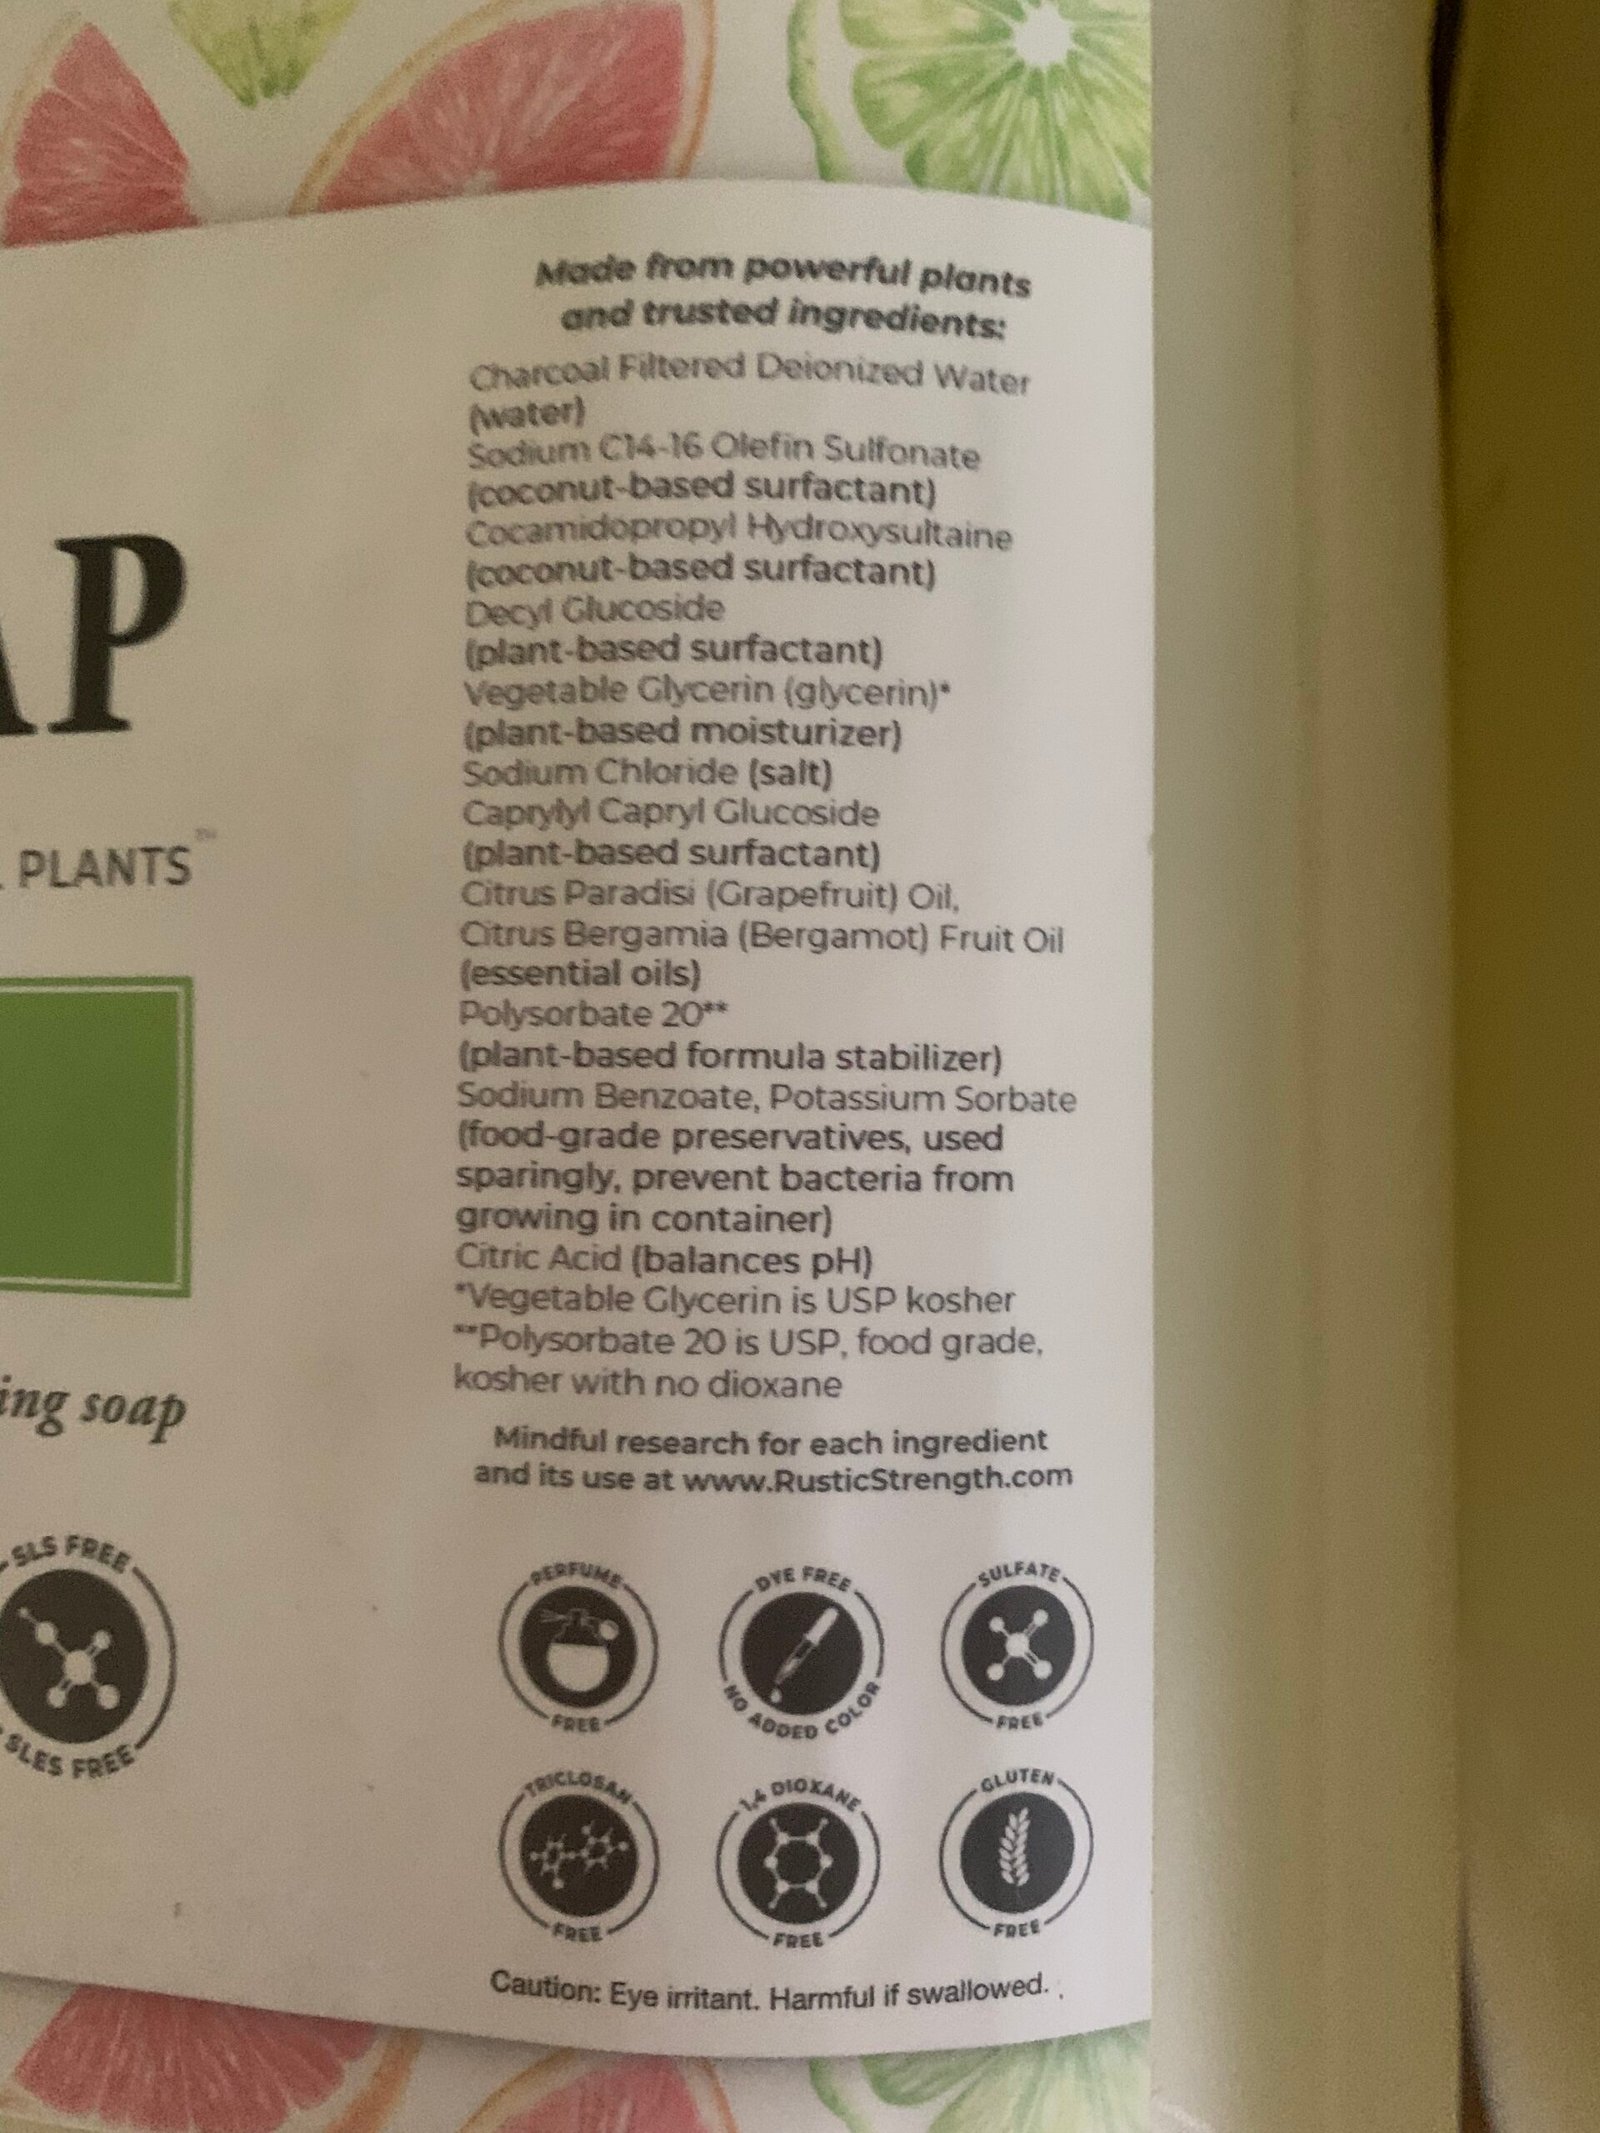 Made from powerful plants
and trusted ingredients:
Charcoal Filtered Deionized Water
(water)
Sodium C14-16 Olefin Sulfonate
(coconut-based surfactant)
Cocamidopropyl Hydroxysultaine
(coconut-based surfactant)
Decyl Glucoside
(plant-based surfactant)
Vegetable Glycerin (glycerin)*
(plant-based moisturizer)
Sodium Chloride (salt)
Caprylyl Capryl Glucoside
(plant-based surfactant)
Citrus Paradisi (Grapefruit) Oil,
Citrus Bergamia (Bergamot) Fruit Oil
(essential oils)
Polysorbate 20**
(plant-based formula stabilizer)
Sodium Benzoate, Potassium Sorbate
(food-grade preservatives, used
sparingly, prevent bacteria from
growing in container)
Citric Acid (balances pH)
*Vegetable Glycerin is USP kosher
**Polysorbate 20 is USP, food grade,
kosher with no dioxane
Mindful research for each ingredient
and its use at www.RusticStrength.com
PERFUME
FREE
DYE FREE
NO ADDED COLOR
SULFATE
FREE
TRICLOSAN
FREE
1,4 DIOXANE
FREE
GLUTEN
FREE
Caution: Eye irritant. Harmful if swallowed.
AP
PLANTS™
ing soap
SLS FREE
SLES FREE